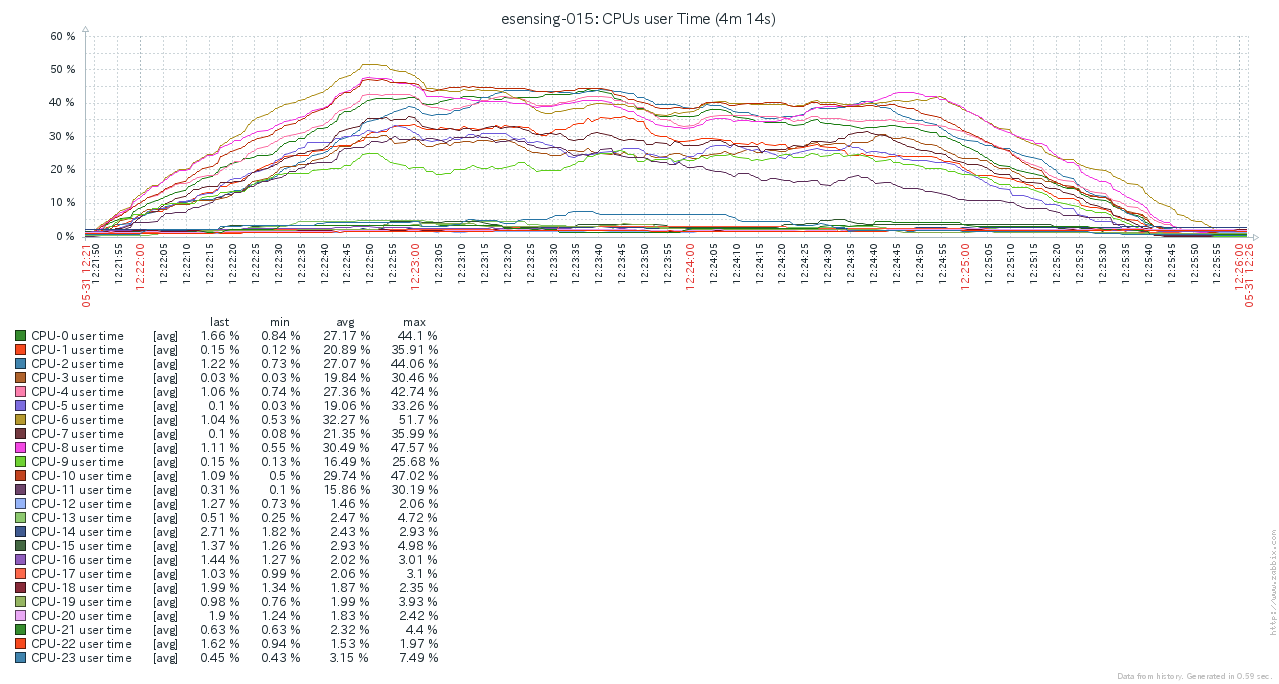 esensing-015: CPUs user Time (4m 14s)
60 %
50 %
40 %
30 %
20 %
10 %
0 %
05-31 12:21
12:21:50
12:21:55
12:22:00
12:22:05
12:22:10
12:22:15
12:22:20
12:22:25
12:22:30
12:22:35
12:22:40
12:22:45
12:22:50
12:22:55
12:23:00
12:23:05
12:23:10
12:23:15
12:23:20
12:23:25
12:23:30
12:23:35
12:23:40
12:23:45
12:23:50
12:23:55
12:24:00
12:24:05
12:24:10
12:24:15
12:24:20
12:24:25
12:24:30
12:24:35
12:24:40
12:24:45
12:24:50
12:24:55
12:25:00
12:25:05
12:25:10
12:25:15
12:25:20
12:25:25
12:25:30
12:25:35
12:25:40
12:25:45
12:25:50
12:25:55
12:26:00
05-31 12:26
last min avg max
CPU-0 user time [avg] 1.66 % 0.84 % 27.17 % 44.1 %
CPU-1 user time [avg] 0.15 % 0.12 % 20.89 % 35.91 %
CPU-2 user time [avg] 1.22 % 0.73 % 27.07 % 44.06 %
CPU-3 user time [avg] 0.03 % 0.03 % 19.84 % 30.46 %
CPU-4 user time [avg] 1.06 % 0.74 % 27.36 % 42.74 %
CPU-5 user time [avg] 0.1 % 0.03 % 19.06 % 33.26 %
CPU-6 user time [avg] 1.04 % 0.53 % 32.27 % 51.7 %
CPU-7 user time [avg] 0.1 % 0.08 % 21.35 % 35.99 %
CPU-8 user time [avg] 1.11 % 0.55 % 30.49 % 47.57 %
CPU-9 user time [avg] 0.15 % 0.13 % 16.49 % 25.68 %
CPU-10 user time [avg] 1.09 % 0.5 % 29.74 % 47.02 %
CPU-11 user time [avg] 0.31 % 0.1 % 15.86 % 30.19 %
CPU-12 user time [avg] 1.27 % 0.73 % 1.46 % 2.06 %
CPU-13 user time [avg] 0.51 % 0.25 % 2.47 % 4.72 %
CPU-14 user time [avg] 2.71 % 1.82 % 2.43 % 2.93 %
CPU-15 user time [avg] 1.37 % 1.26 % 2.93 % 4.98 %
CPU-16 user time [avg] 1.44 % 1.27 % 2.02 % 3.01 %
CPU-17 user time [avg] 1.03 % 0.99 % 2.06 % 3.1 %
CPU-18 user time [avg] 1.99 % 1.34 % 1.87 % 2.35 %
CPU-19 user time [avg] 0.98 % 0.76 % 1.99 % 3.93 %
CPU-20 user time [avg] 1.9 % 1.24 % 1.83 % 2.42 %
CPU-21 user time [avg] 0.63 % 0.63 % 2.32 % 4.4 %
CPU-22 user time [avg] 1.62 % 0.94 % 1.53 % 1.97 %
CPU-23 user time [avg] 0.45 % 0.43 % 3.15 % 7.49 %
http://www.zabbix.com
Data from history. Generated in 0.59 sec.